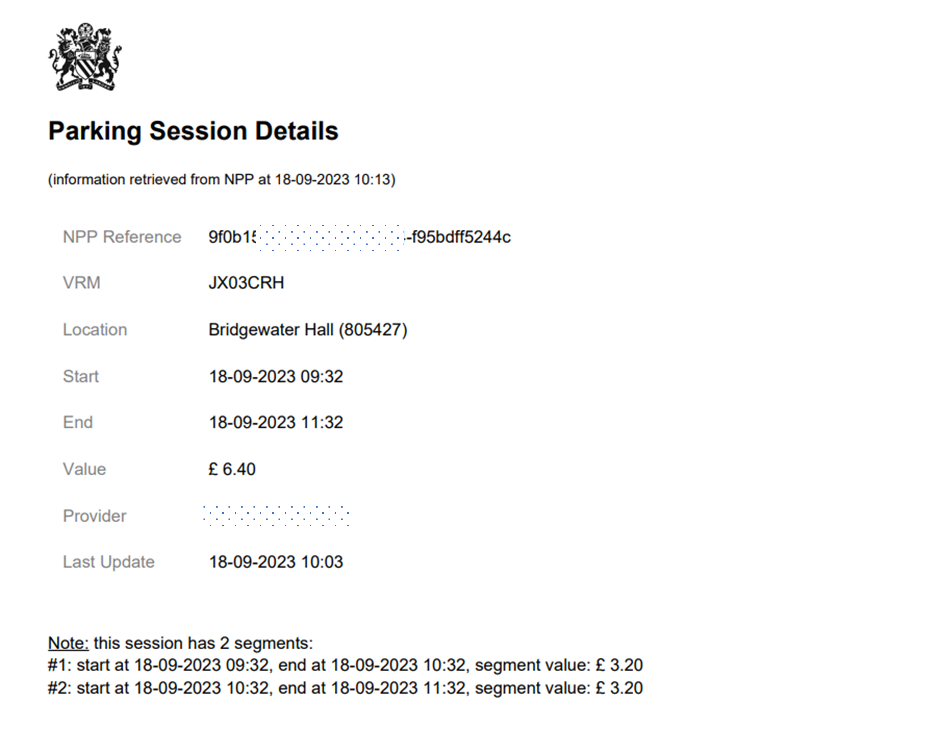 Parking Session Details
(information retrieved from NPP at 18-09-2023 10:13)
NPP Reference 9f0b15 -f95bdff5244c
VRM JX03CRH
Location Bridgewater Hall (805427)
Start 18-09-2023 09:32
End 18-09-2023 11:32
Value £ 6.40
Provider
Last Update 18-09-2023 10:03
Note: this session has 2 segments:
#1: start at 18-09-2023 09:32, end at 18-09-2023 10:32, segment value: £ 3.20
#2: start at 18-09-2023 10:32, end at 18-09-2023 11:32, segment value: £ 3.20